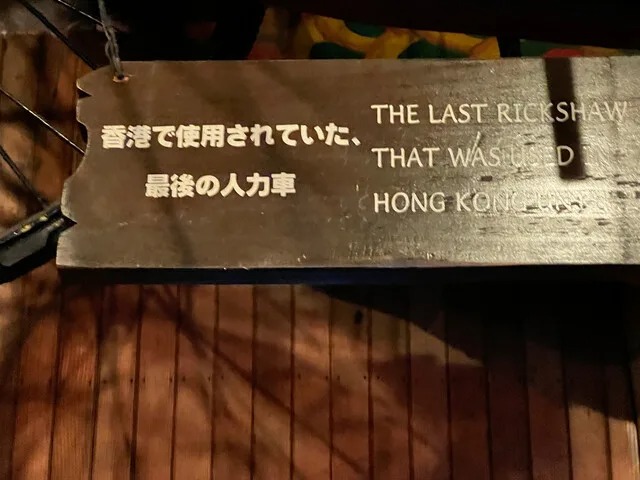 香港で使用されていた、
最後の人力車
THE LAST RICKSHAW
THAT WAS USED IN
HONG KONG